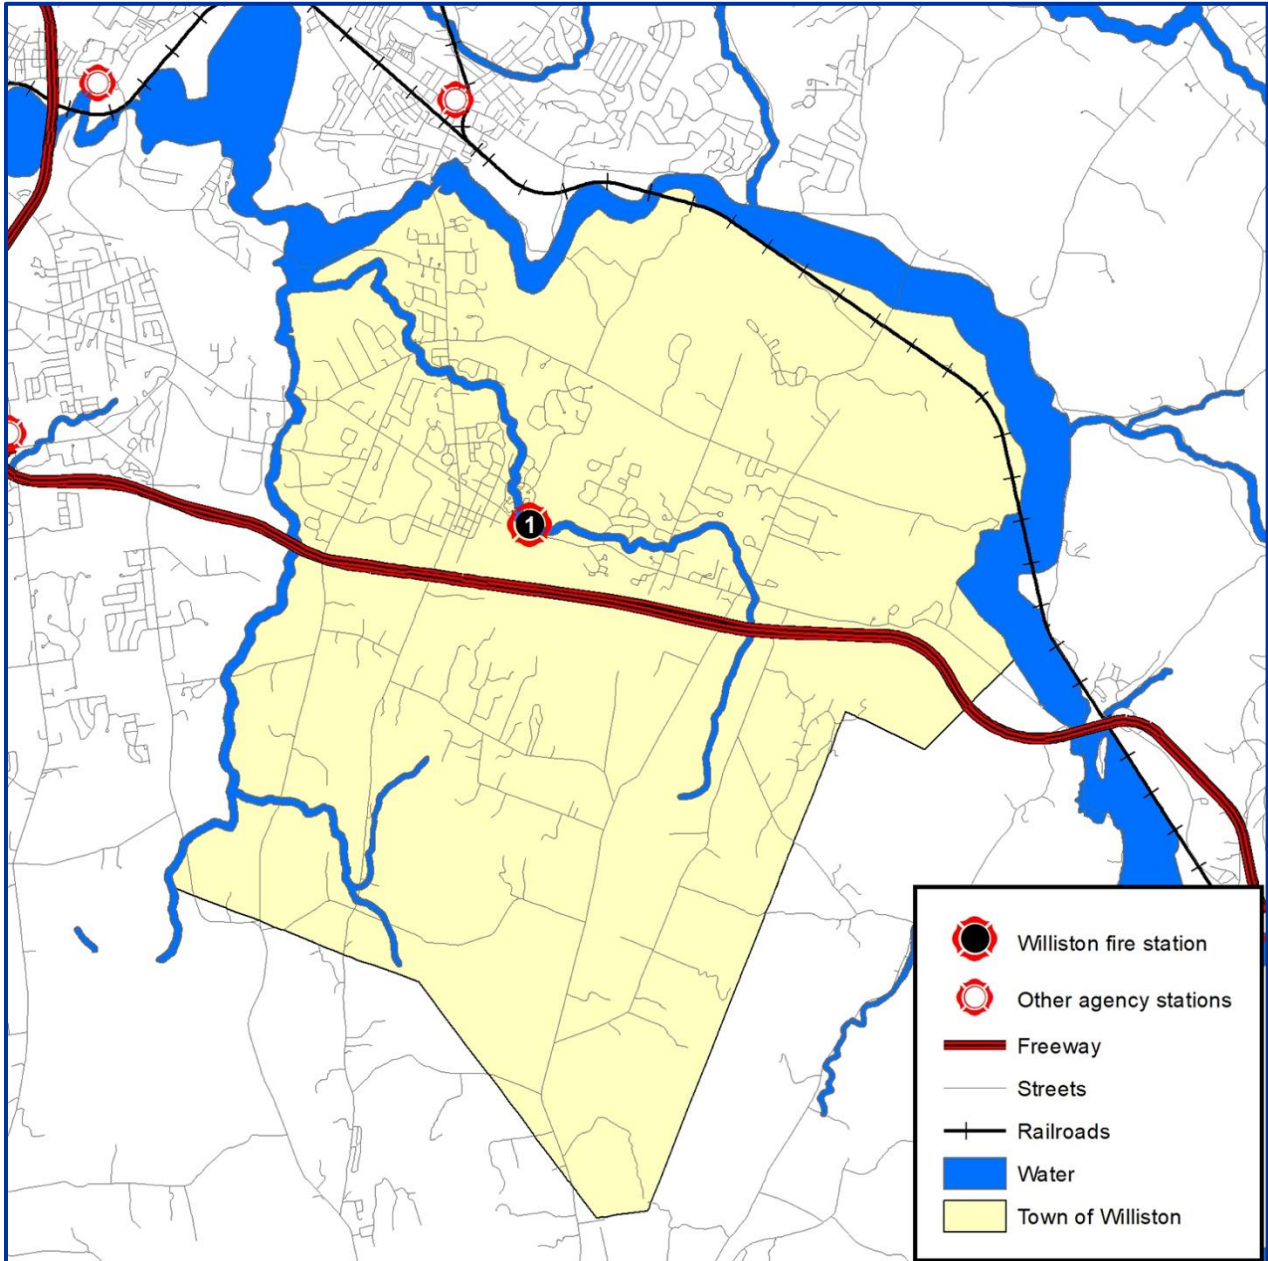 1
Williston fire station
Other agency stations
Freeway
Streets
Railroads
Water
Town of Williston